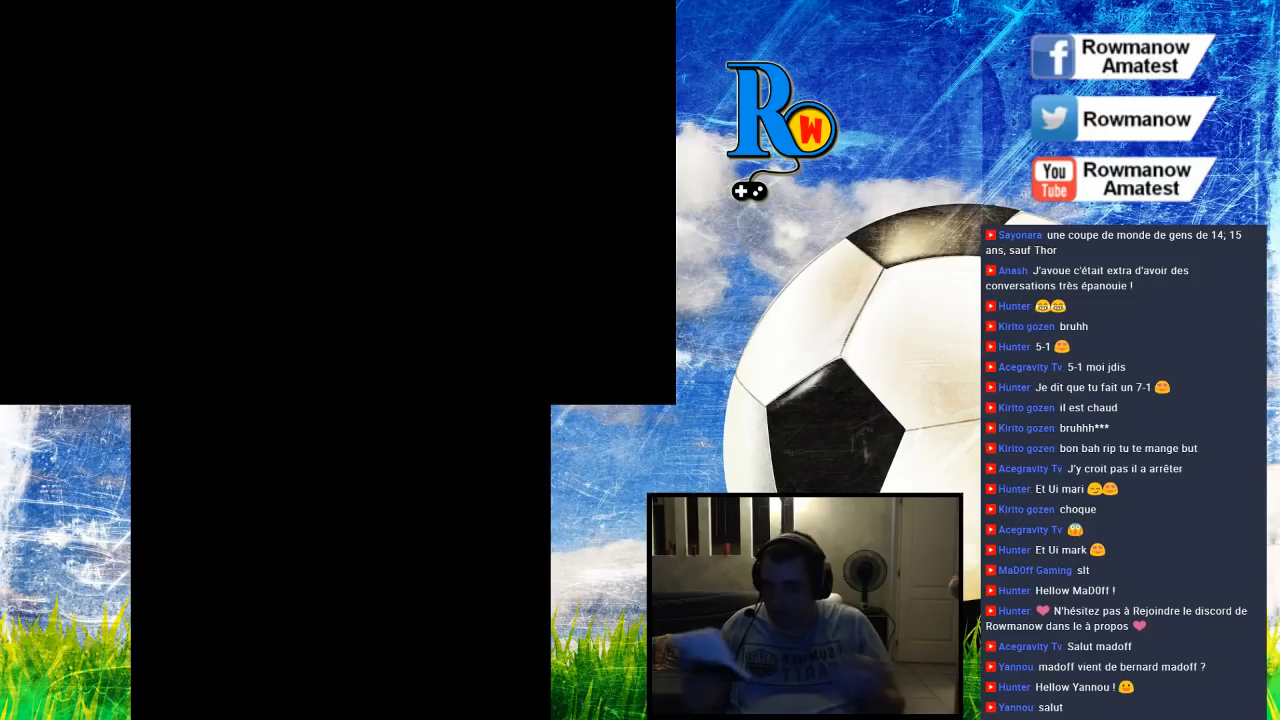 R
W
Rowmanow
Amatest
Rowmanow
You
Tube
Rowmanow
Amatest
Sayonara une coupe de monde de gens de 14; 15
ans, sauf Thor
Anash J'avoue c'était extra d'avoir des
conversations très épanouie !
Hunter 😂😂
Kirito gozen bruhh
Hunter 5-1 😍
Acegravity Tv 5-1 moi jdis
Hunter Je dit que tu fait un 7-1 😍
Kirito gozen il est chaud
Kirito gozen bruhhh***
Kirito gozen bon bah rip tu te mange but
Acegravity Tv J'y croit pas il a arrêter
Hunter Et Ui mari 😏😍
Kirito gozen choque
Acegravity Tv 😱
Hunter Et Ui mark 😍
MaD0ff Gaming slt
Hunter Hellow MaD0ff !
Hunter ❤ N'hésitez pas à Rejoindre le discord de
Rowmanow dans le à propos ❤
Acegravity Tv Salut madoff
Yannou madoff vient de bernard madoff ?
Hunter Hellow Yannou ! 😛
Yannou salut
SUMMER
PARTY